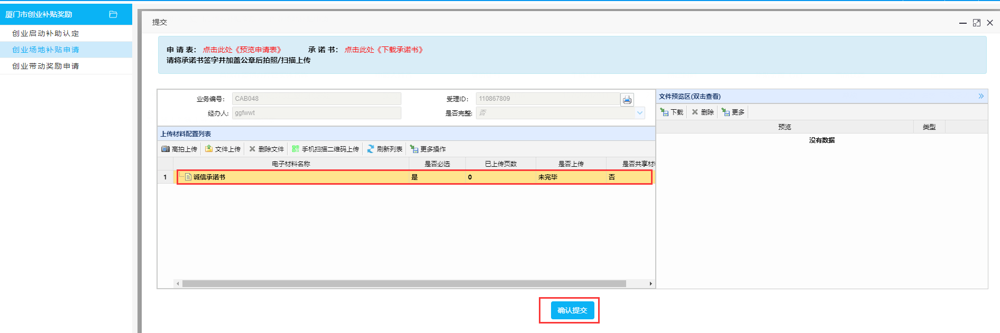 厦门市创业补贴奖励
创业启动补助认定
创业场地补贴申请
创业带动奖励申请
提交
申 请 表： 点击此处《预览申请表》 承 诺 书： 点击此处《下载承诺书》
请将承诺书签字并加盖公章后拍照/扫描上传
业务编号: CAB048 受理ID: 110867809
经办人: ggfwwt 是否完整: 否
上传材料配置列表
高拍上传 文件上传 删除文件 手机扫描二维码上传 刷新列表 更多操作
电子材料名称 是否必选 已上传页数 是否上传 是否共享材
1 诚信承诺书 是 0 未完毕 否
文件预览区(双击查看)
下载 删除 更多
预览 类型
没有数据
确认提交